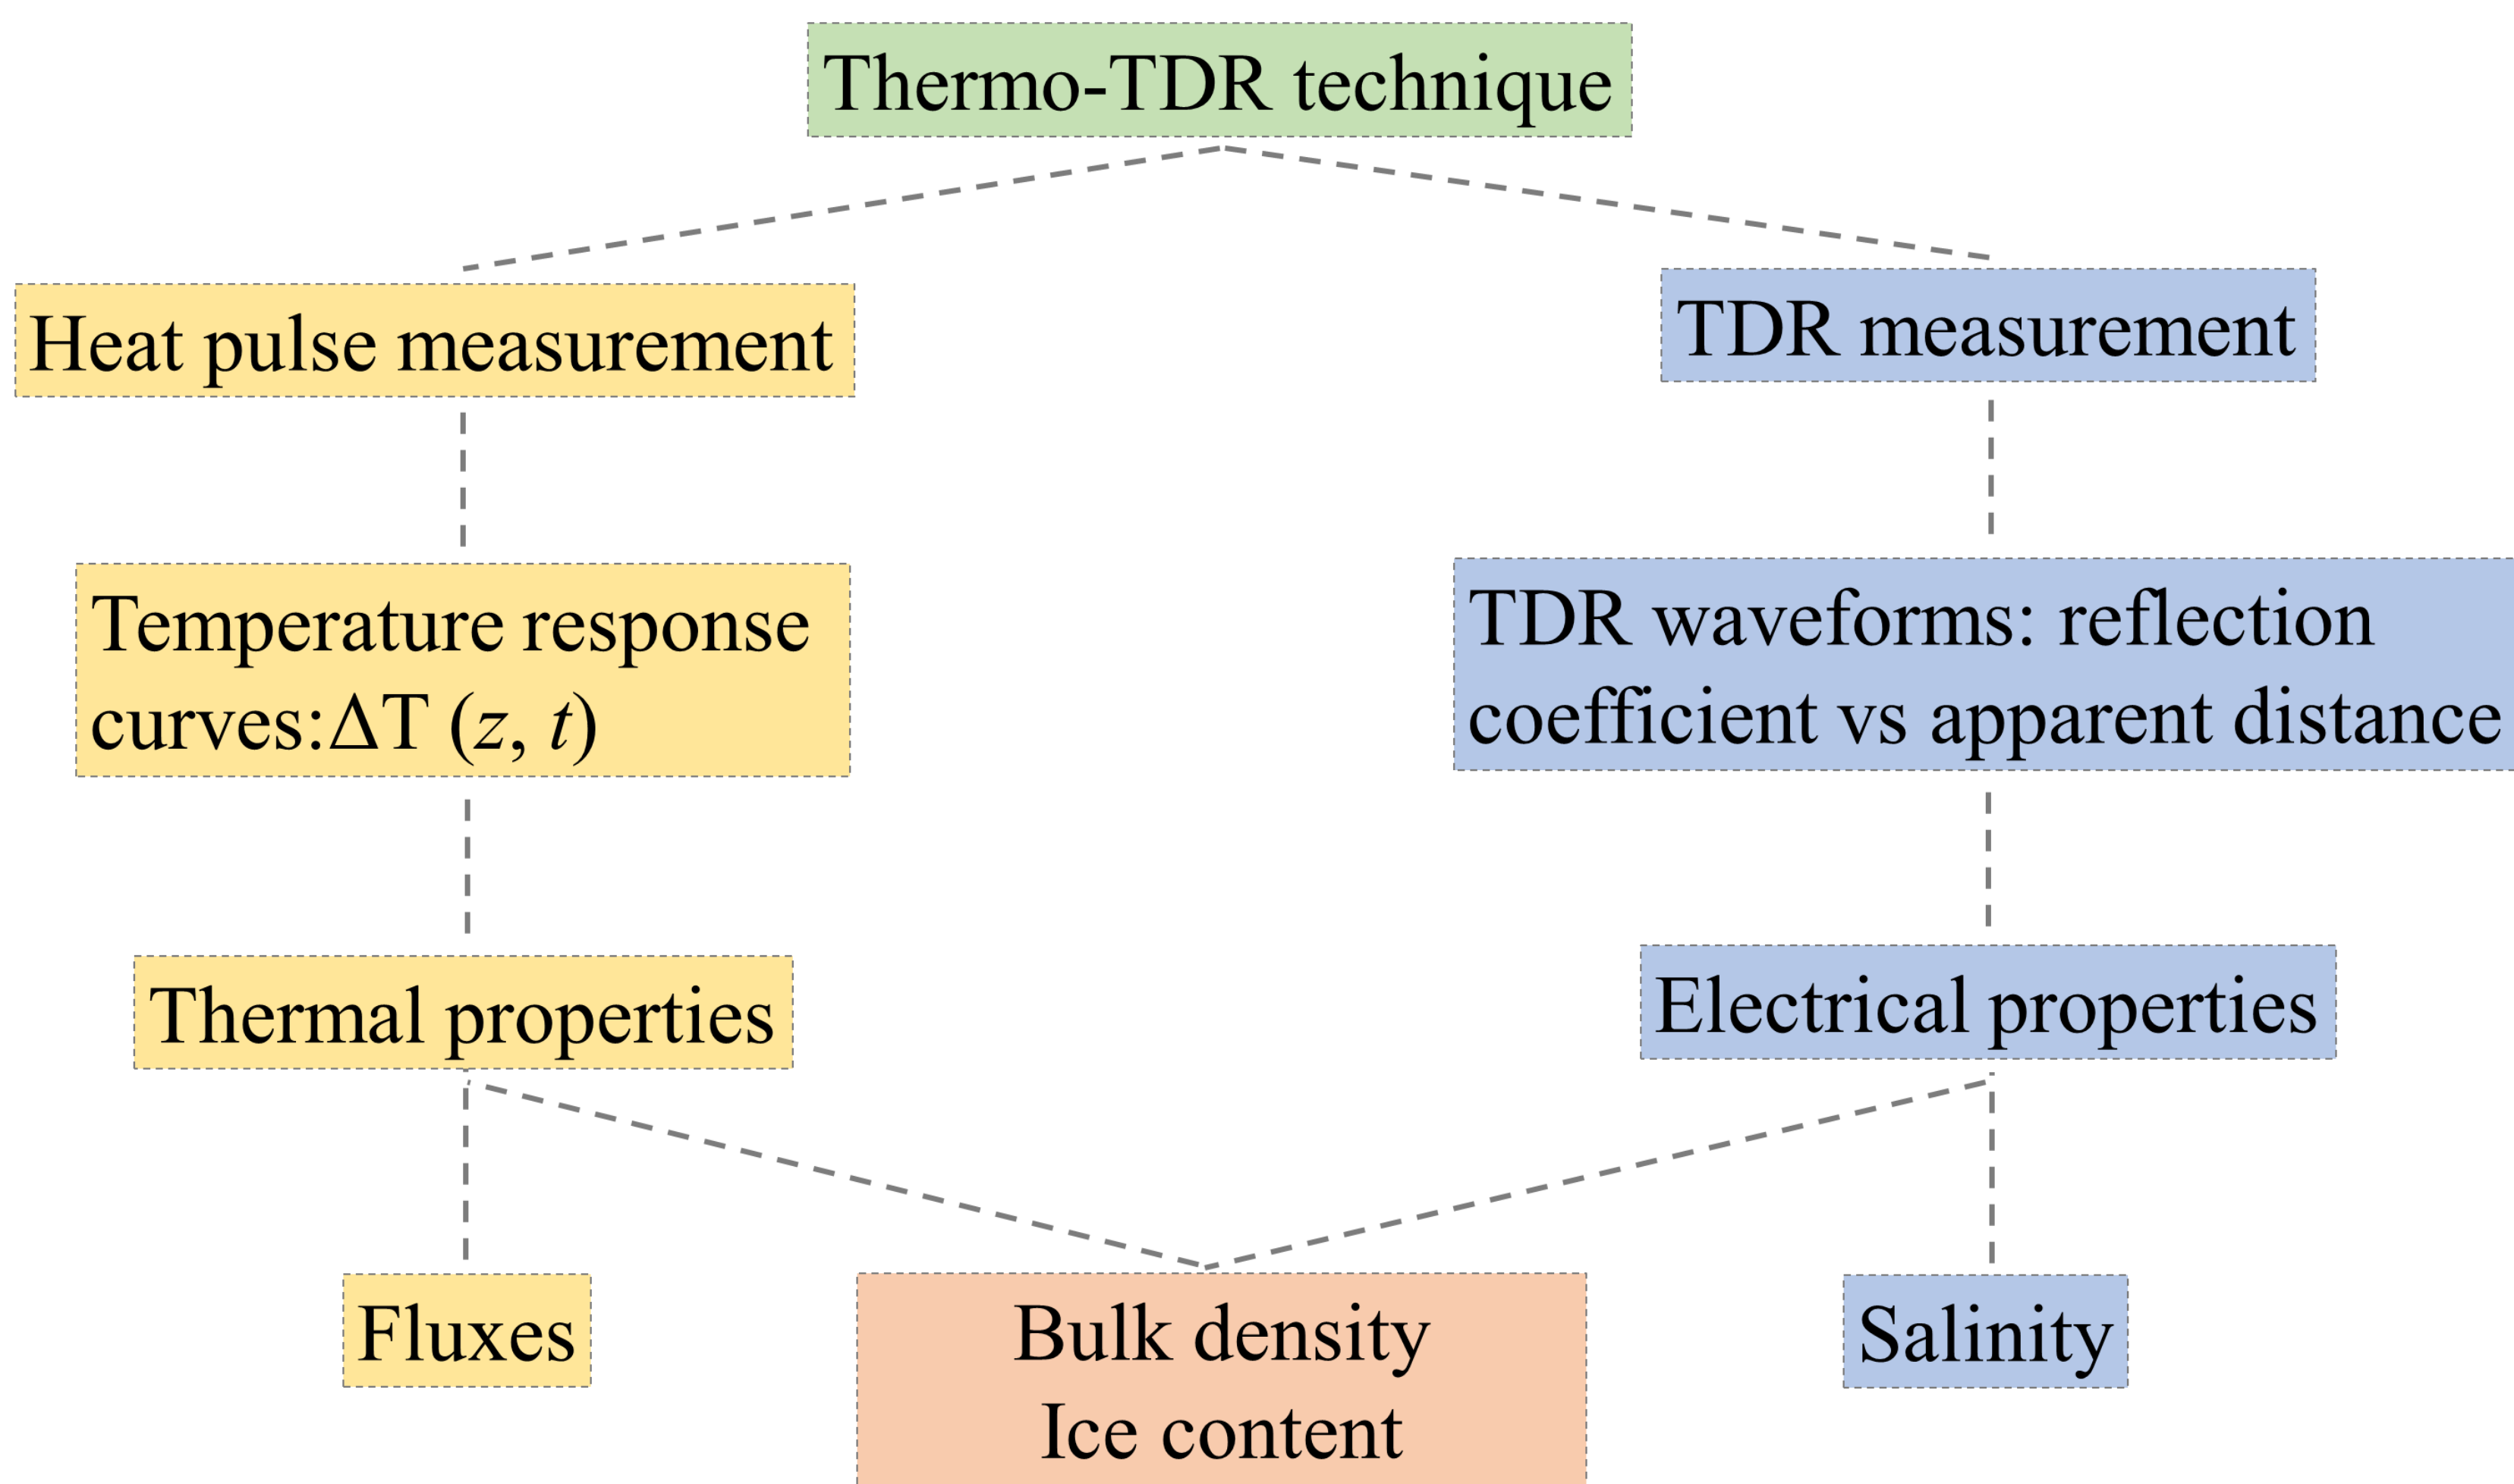 Thermo-TDR technique
Heat pulse measurement
TDR measurement
Temperature response
curves:ΔT (z, t)
TDR waveforms: reflection
coefficient vs apparent distance
Thermal properties
Electrical properties
Fluxes
Bulk density
Ice content
Salinity